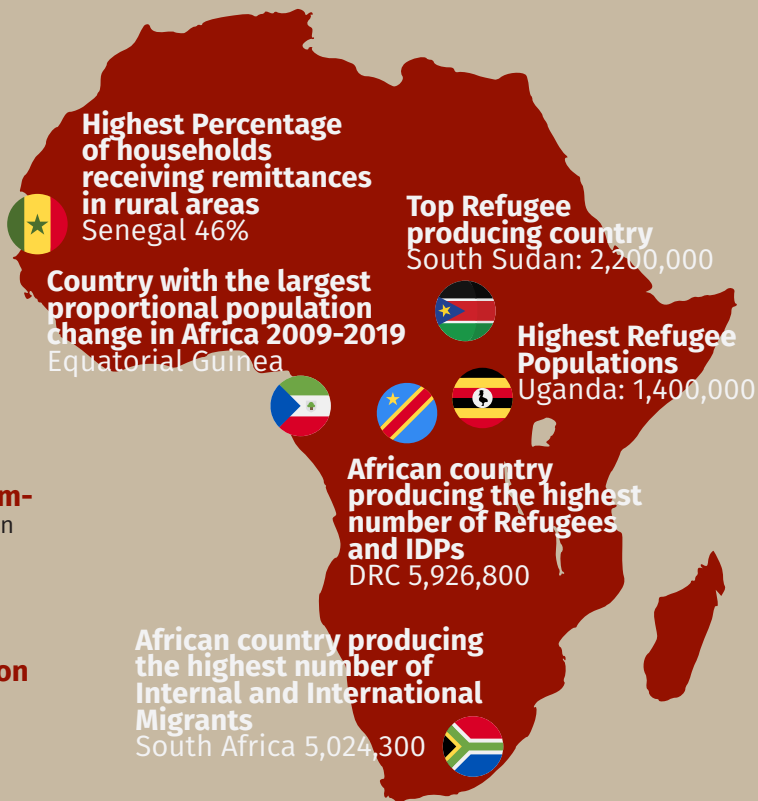 Highest Percentage
of households
receiving remittances
in rural areas
Senegal 46%
Top Refugee
producing country
South Sudan: 2,200,000
Country with the largest
proportional population
change in Africa 2009-2019
Equatorial Guinea
Highest Refugee
Populations
Uganda: 1,400,000
African country
producing the highest
number of Refugees
and IDPs
DRC 5,926,800
m-
n
on
African country producing
the highest number of
Internal and International
Migrants
South Africa 5,024,300